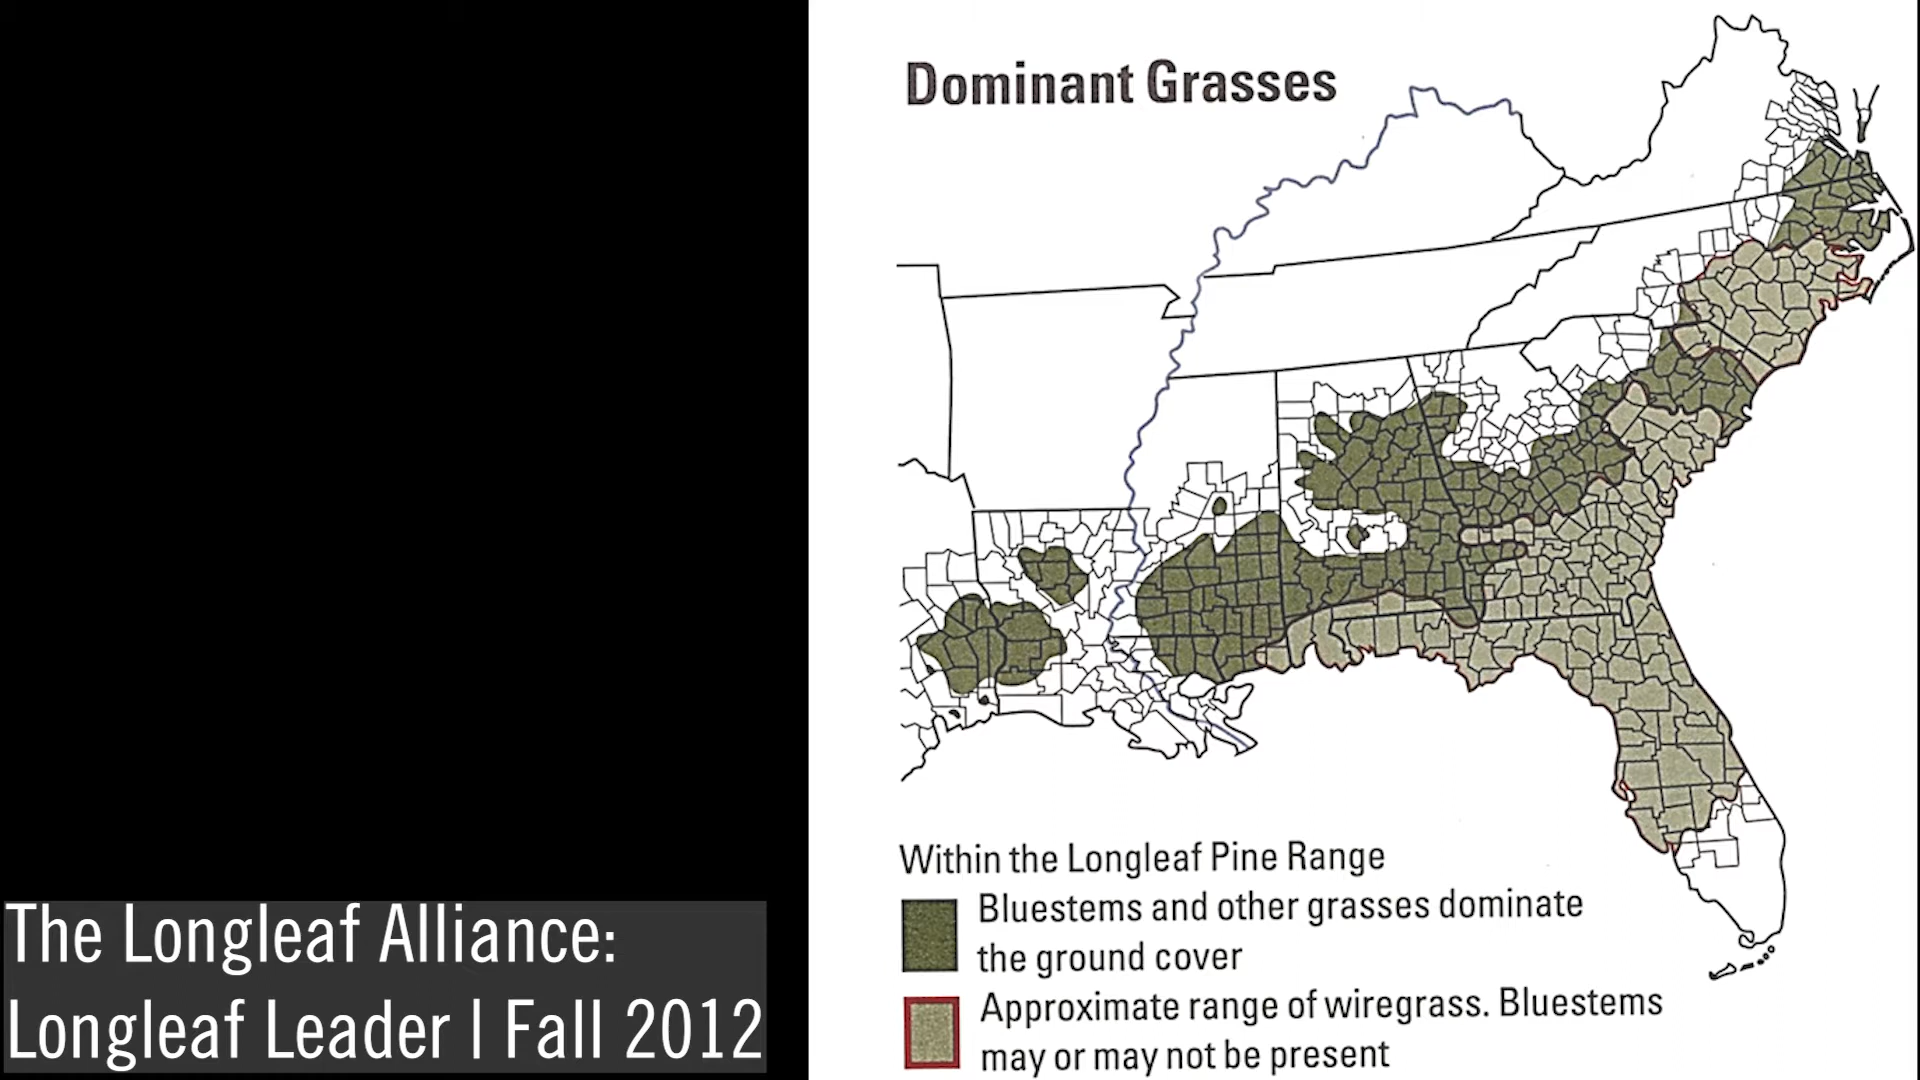 Dominant Grasses
Within the Longleaf Pine Range
Bluestems and other grasses dominate
the ground cover
Approximate range of wiregrass. Bluestems
may or may not be present
The Longleaf Alliance:
Longleaf Leader | Fall 2012